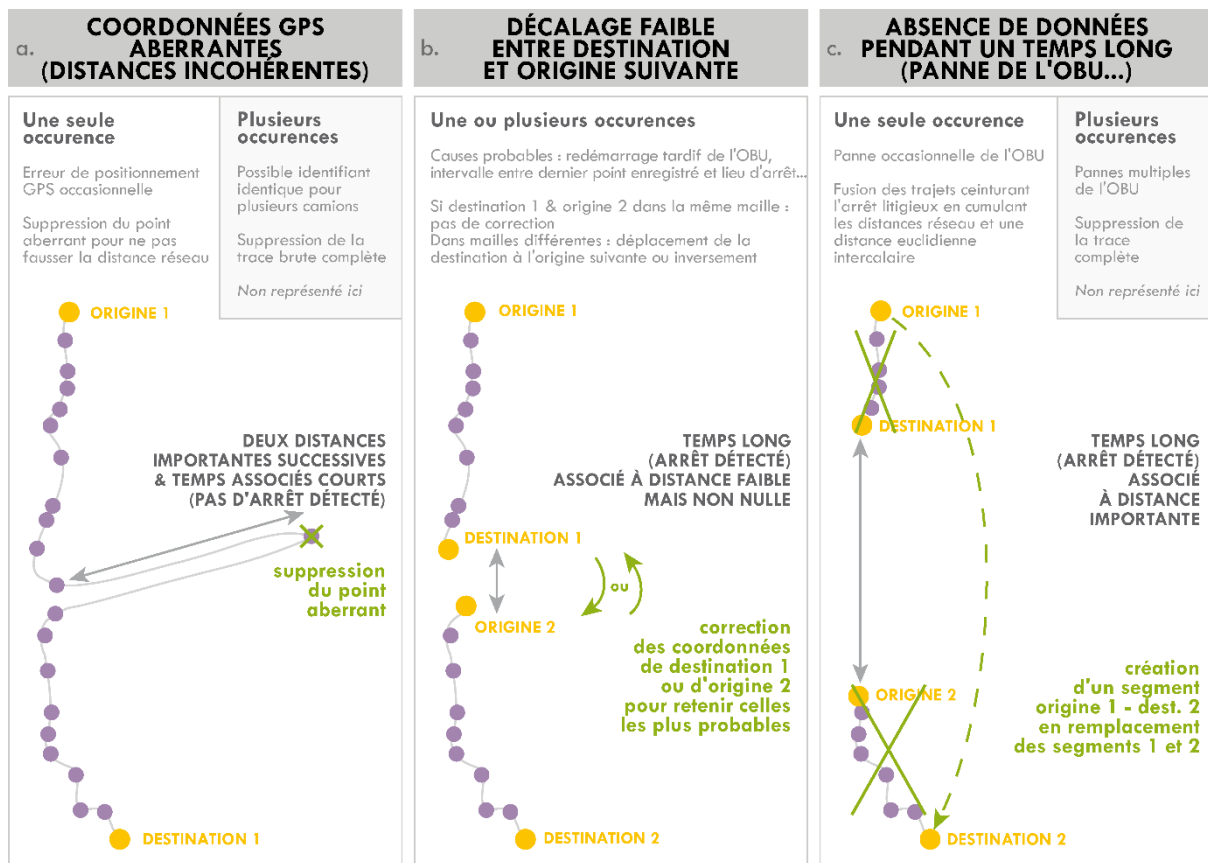 a.
COORDONNÉES GPS
ABERRANTES
(DISTANCES INCOHÉRENTES)
Une seule
occurence
Erreur de positionnement
GPS occasionnelle
Suppression du point
aberrant pour ne pas
fausser la distance réseau
Plusieurs
occurences
Possible identifiant
identique pour
plusieurs camions
Suppression de la
trace brute complète
Non représenté ici
ORIGINE 1
DEUX DISTANCES
IMPORTANTES SUCCESSIVES
& TEMPS ASSOCIÉS COURTS
(PAS D'ARRÊT DÉTECTÉ)
suppression
du point
aberrant
DESTINATION 1
b.
DÉCALAGE FAIBLE
ENTRE DESTINATION
ET ORIGINE SUIVANTE
Une ou plusieurs occurences
Causes probables : redémarrage tardif de l'OBU,
intervalle entre dernier point enregistré et lieu d'arrêt...
Si destination 1 & origine 2 dans la même maille :
pas de correction
Dans mailles différentes : déplacement de la
destination à l'origine suivante ou inversement
ORIGINE 1
TEMPS LONG
(ARRÊT DÉTECTÉ)
ASSOCIÉ À DISTANCE FAIBLE
MAIS NON NULLE
DESTINATION 1
ou
ORIGINE 2
correction
des coordonnées
de destination 1
ou d'origine 2
pour retenir celles
les plus probables
DESTINATION 2
c.
ABSENCE DE DONNÉES
PENDANT UN TEMPS LONG
(PANNE DE L'OBU...)
Une seule occurence
Panne occasionnelle de l'OBU
Fusion des trajets ceinturant
l'arrêt litigieux en cumulant
les distances réseau et une
distance euclidienne
intercalaire
Plusieurs
occurences
Pannes multiples
de l'OBU
Suppression de
la trace
complète
Non représenté ici
ORIGINE 1
DESTINATION 1
TEMPS LONG
(ARRÊT DÉTECTÉ)
ASSOCIÉ
À DISTANCE
IMPORTANTE
ORIGINE 2
création
d'un segment
origine 1 - dest. 2
en remplacement
des segments 1 et 2
DESTINATION 2